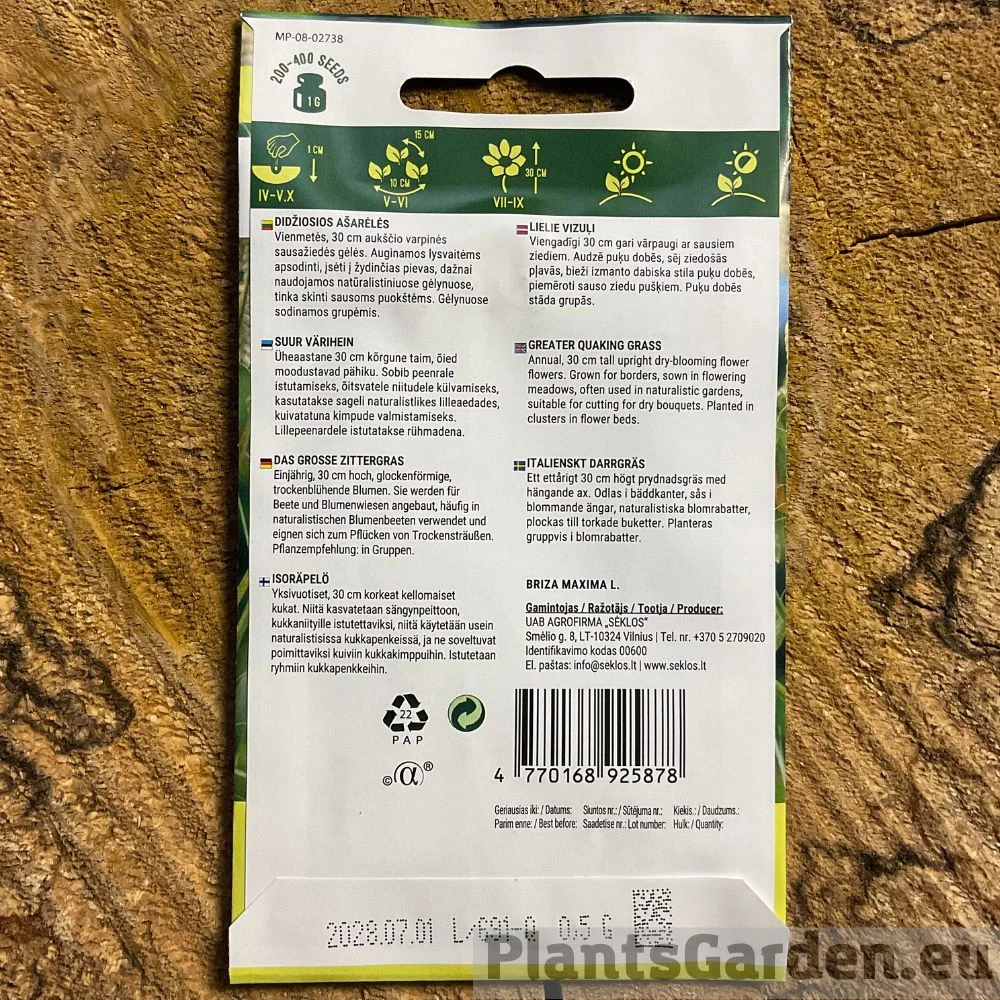 MP-08-02738
200-400 SEEDS
1 G
1 CM
IV-V.X
15 CM
10 CM
V-VI
30 CM
VII-IX
DIDŽIOSIOS AŠARĖLĖS
Vienmetės, 30 cm aukščio varpinės
sausažiedės gėlės. Auginamos lysvaitėms
apsodinti, įsėti į žydinčias pievas, dažnai
naudojamos natūralistiniuose gėlynuose,
tinka skinti sausoms puokštėms. Gėlynuose
sodinamos grupėmis.
LIELIE VIZUĻI
Viengadīgi 30 cm gari vārpaugi ar sausiem
ziediem. Audzē puķu dobēs, sēj ziedošās
pļavās, bieži izmanto dabiska stila puķu dobēs,
piemēroti sauso ziedu pušķiem. Puķu dobēs
stāda grupās.
SUUR VÄRIHEIN
Üheaastane 30 cm kõrgune taim, õied
moodustavad pähiku. Sobib peenrale
istutamiseks, õitsvatele niitudele külvamiseks,
kasutatakse sageli naturalistlikes lilleaedades,
kuivatatuna kimpude valmistamiseks.
Lillepeenardele istutatakse rühmadena.
GREATER QUAKING GRASS
Annual, 30 cm tall upright dry-blooming flower
flowers. Grown for borders, sown in flowering
meadows, often used in naturalistic gardens,
suitable for cutting for dry bouquets. Planted in
clusters in flower beds.
DAS GROSSE ZITTERGRAS
Einjährig, 30 cm hoch, glockenförmige,
trockenblühende Blumen. Sie werden für
Beete und Blumenwiesen angebaut, häufig in
naturalistischen Blumenbeeten verwendet und
eignen sich zum Pflücken von Trockensträußen.
Pflanzempfehlung: in Gruppen.
ITALIENSKT DARRGRÄS
Ett ettårigt 30 cm högt prydnadsgräs med
hängande ax. Odlas i bäddkanter, sås i
blommande ängar, naturalistiska blomrabatter,
plockas till torkade buketter. Planteras
gruppvis i blomrabatter.
ISORÄPELÖ
Yksivuotiset, 30 cm korkeat kellomaiset
kukat. Niitä kasvatetaan sängynpeittoon,
kukkaniityille istutettaviksi, niitä käytetään usein
naturalistisissa kukkapenkeissä, ja ne soveltuvat
poimittaviksi kuiviin kukkakimppuihin. Istutetaan
ryhmiin kukkapenkkeihin.
BRIZA MAXIMA L.
Gamintojas / Ražotājs / Tootja / Producer:
UAB AGROFIRMA „SĖKLOS“
Smėlio g. 8, LT-10324 Vilnius | Tel. nr. +370 5 2709020
Identifikavimo kodas 00600
El. paštas: info@seklos.lt | www.seklos.lt
22
PAP
© α ®
4 770168 925878
Geriausias iki: / Datums: Siuntos nr.: / Sūtējuma nr.: Kiekis.: / Daudzums.:
Parim enne: / Best before: Saadetise nr.: Lot number: Hulk: / Quantity:
2028.07.01 0.5 G
PlantsGarden.eu